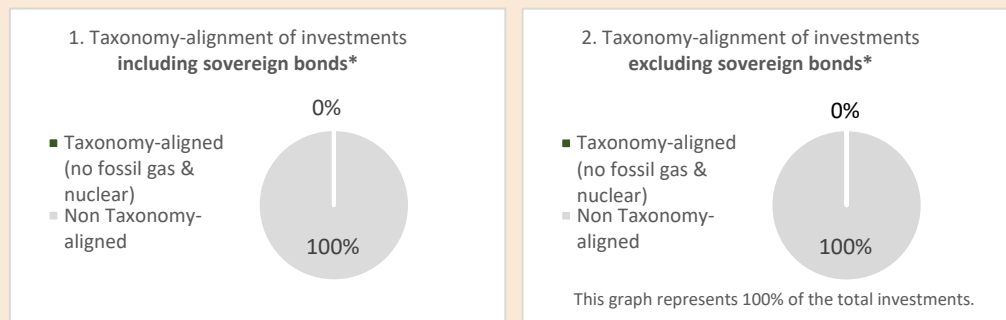 1. Taxonomy-alignment of investments
including sovereign bonds*
0%
Taxonomy-aligned
(no fossil gas &
nuclear)
Non Taxonomy-
aligned
100%
2. Taxonomy-alignment of investments
excluding sovereign bonds*
0%
Taxonomy-aligned
(no fossil gas &
nuclear)
Non Taxonomy-
aligned
100%
This graph represents 100% of the total investments.